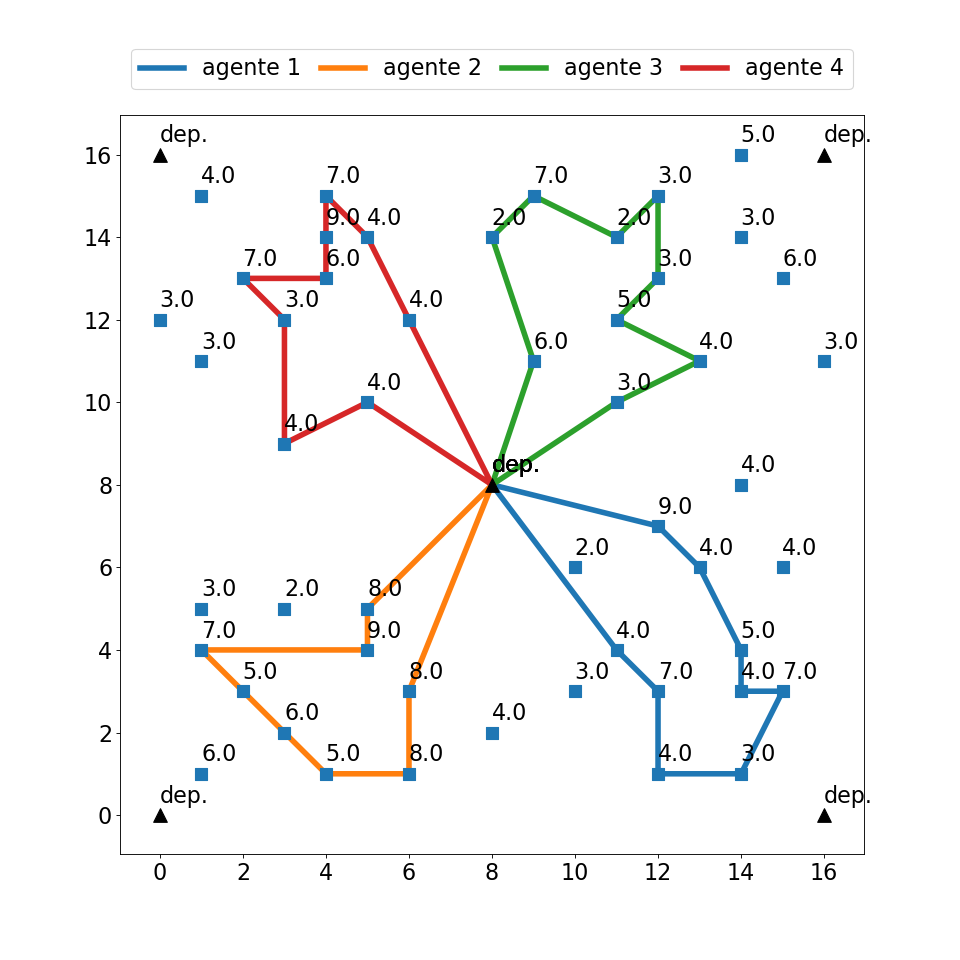 agente 1 agente 2 agente 3 agente 4
dep. 5.0 dep.
16
4.0 7.0 7.0 3.0
9.0 4.0 2.0 2.0 3.0
14
7.0 6.0 3.0 6.0
3.0 3.0 4.0 5.0
12
3.0 6.0 4.0 3.0
4.0 3.0
10
4.0
dep. 4.0
8
9.0
2.0 4.0 4.0
6
3.0 2.0 8.0
7.0 9.0 4.0 5.0
4
5.0 8.0 3.0 7.0 4.0 7.0
6.0 4.0
2
6.0 5.0 8.0 4.0 3.0
dep. dep.
0
0 2 4 6 8 10 12 14 16